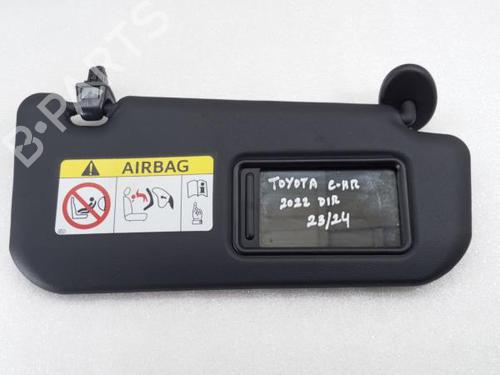 B-PARTS
AIRBAG
TOYOTA C-HR
2022 DIR
23/24